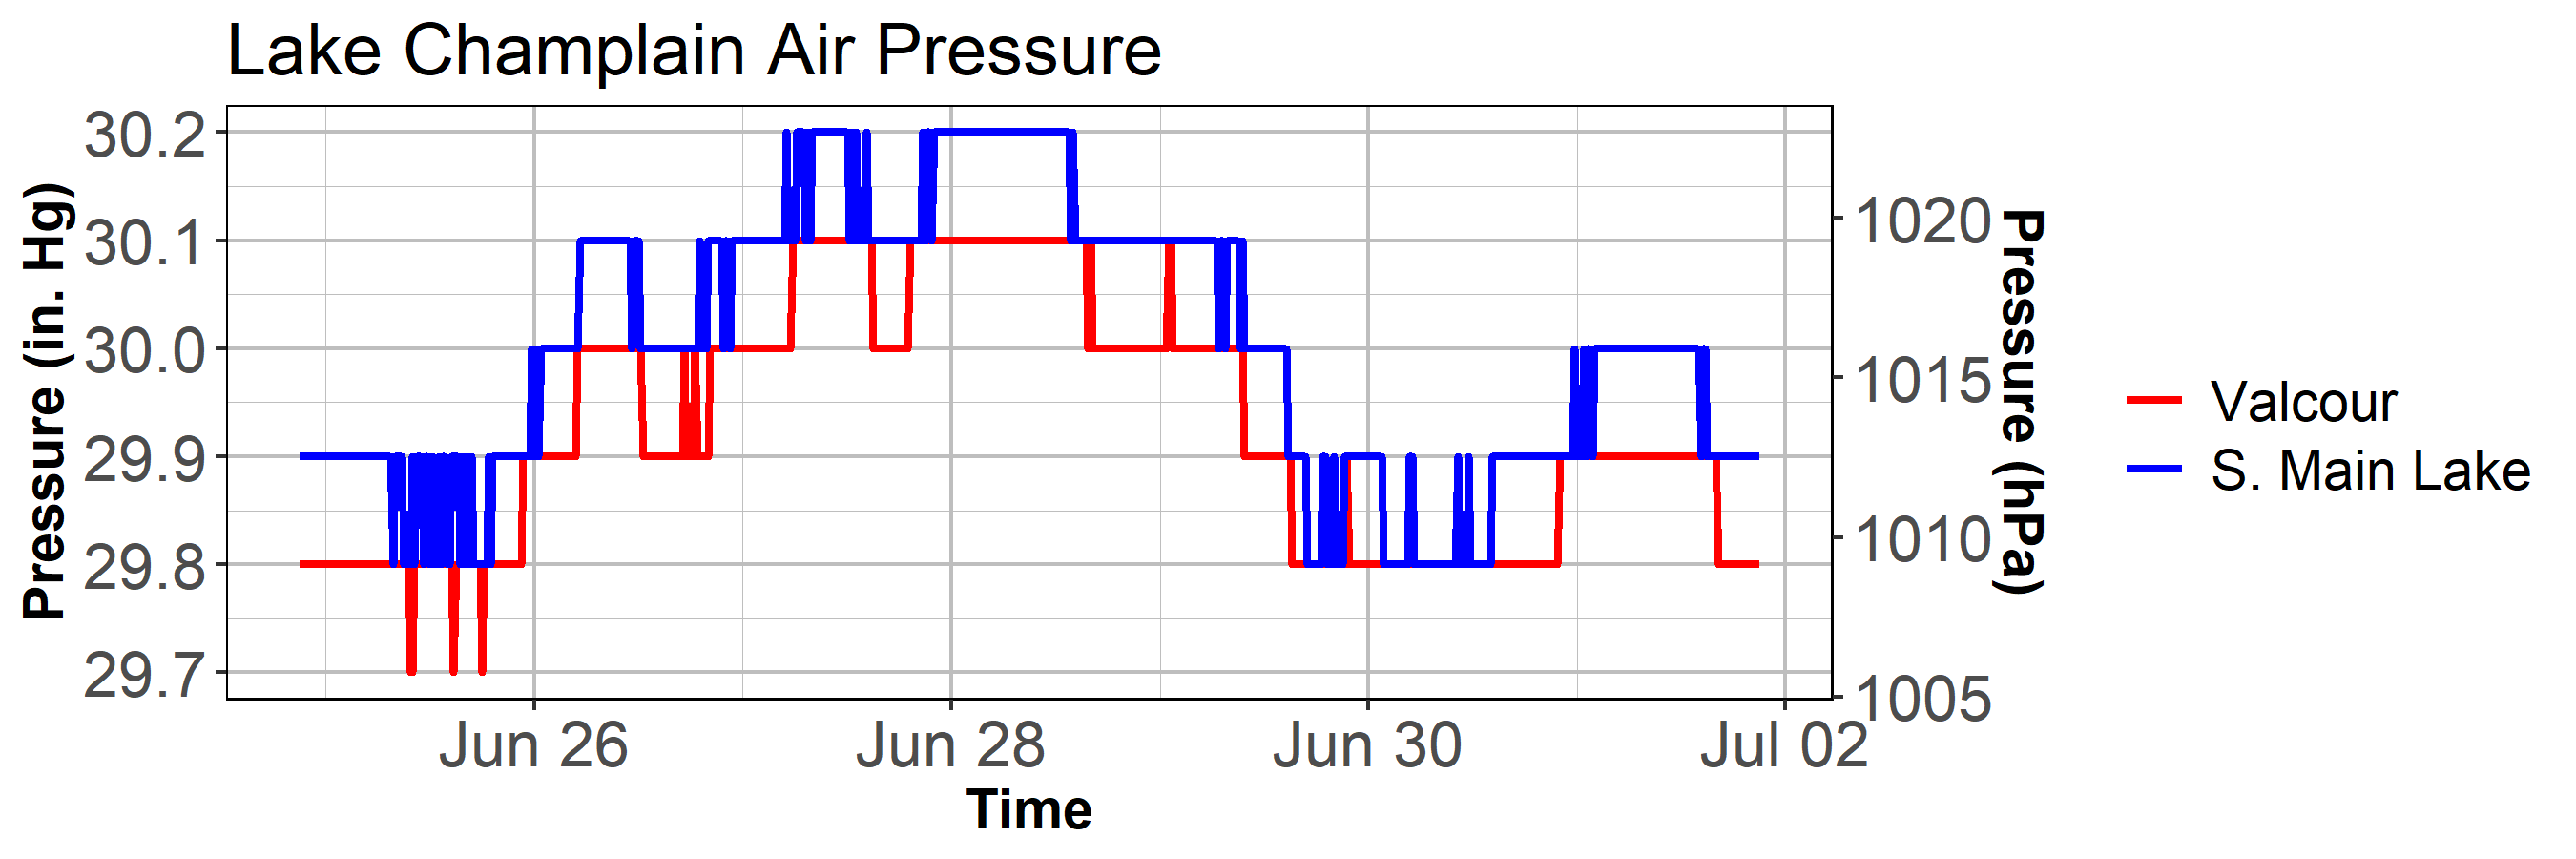 Lake Champlain Air Pressure
Pressure (in. Hg)
30.2
30.1
30.0
29.9
29.8
29.7
1020
1015
1010
1005
Pressure (hPa)
Jun 26
Jun 28
Jun 30
Jul 02
Time
Valcour
S. Main Lake